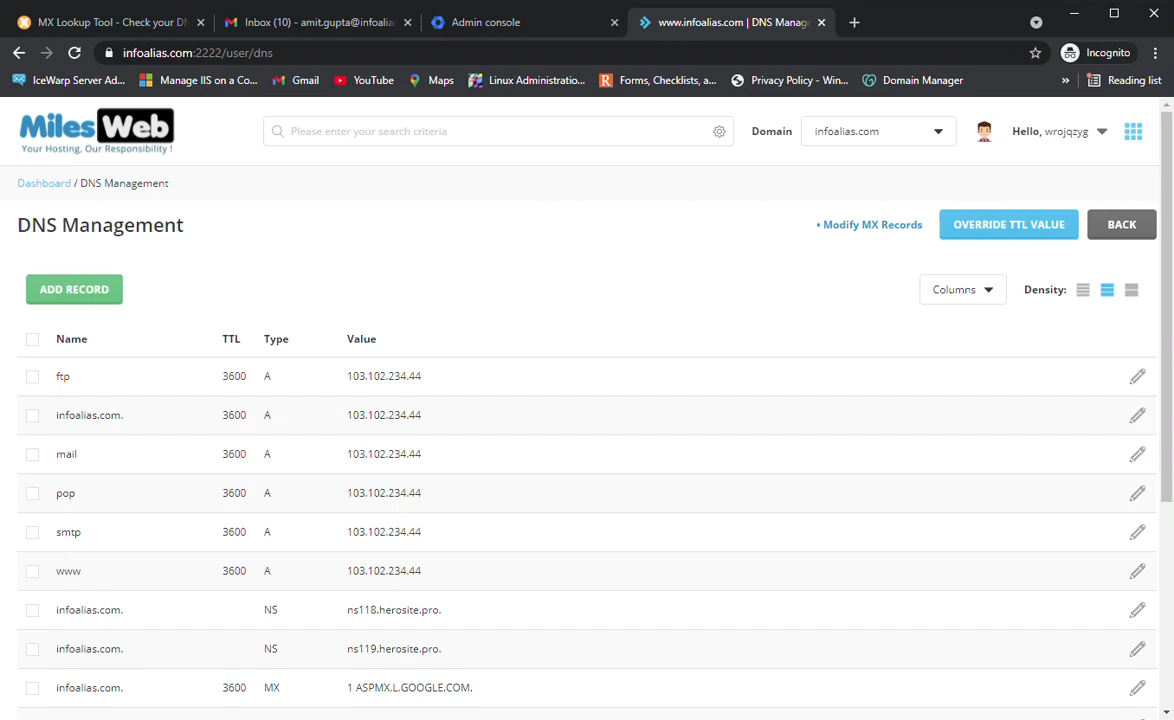 MX Lookup Tool - Check your DN
Inbox (10) - amit.gupta@infoalias
Admin console
www.infoalias.com | DNS Manag
infoalias.com:2222/user/dns
Incognito
IceWarp Server Ad...
Manage IIS on a Co...
Gmail
YouTube
Maps
Linux Administratio...
Forms, Checklists, a...
Privacy Policy - Win...
Domain Manager
»
Reading list
MilesWeb
Your Hosting, Our Responsibility !
Please enter your search criteria
Domain
infoalias.com
Hello, wrojqzyg
Dashboard / DNS Management
DNS Management
• Modify MX Records
OVERRIDE TTL VALUE
BACK
ADD RECORD
Columns
Density:
Name TTL Type Value
ftp 3600 A 103.102.234.44
infoalias.com. 3600 A 103.102.234.44
mail 3600 A 103.102.234.44
pop 3600 A 103.102.234.44
smtp 3600 A 103.102.234.44
www 3600 A 103.102.234.44
infoalias.com. NS ns118.herosite.pro.
infoalias.com. NS ns119.herosite.pro.
infoalias.com. 3600 MX 1 ASPMX.L.GOOGLE.COM.